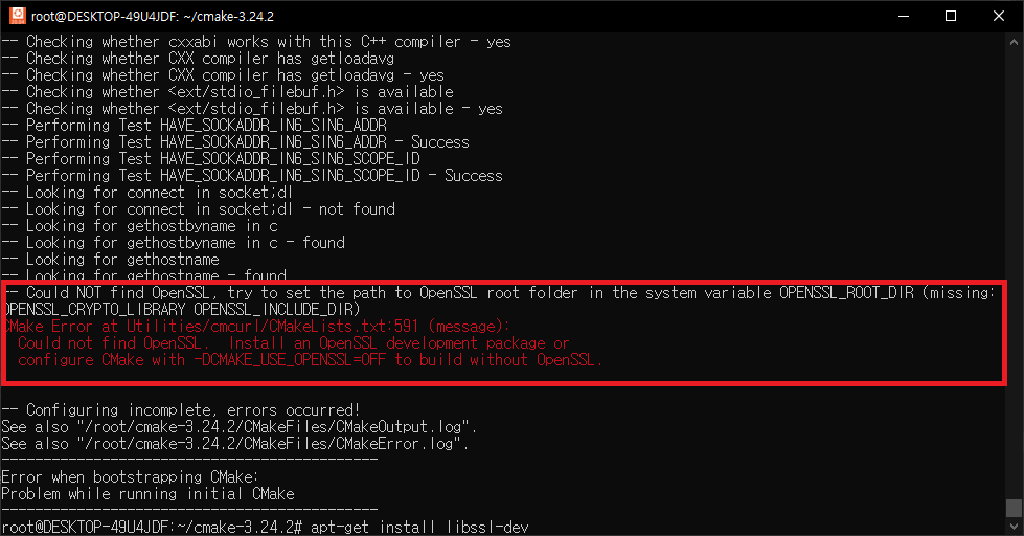 root@DESKTOP-49U4JDF: ~/cmake-3.24.2
-- Checking whether cxxabi works with this C++ compiler - yes
-- Checking whether CXX compiler has getloadavg
-- Checking whether CXX compiler has getloadavg - yes
-- Checking whether <ext/stdio_filebuf.h> is available
-- Checking whether <ext/stdio_filebuf.h> is available - yes
-- Performing Test HAVE_SOCKADDR_IN6_SIN6_ADDR
-- Performing Test HAVE_SOCKADDR_IN6_SIN6_ADDR - Success
-- Performing Test HAVE_SOCKADDR_IN6_SIN6_SCOPE_ID
-- Performing Test HAVE_SOCKADDR_IN6_SIN6_SCOPE_ID - Success
-- Looking for connect in socket;dl
-- Looking for connect in socket;dl - not found
-- Looking for gethostbyname in c
-- Looking for gethostbyname in c - found
-- Looking for gethostname
-- Looking for gethostname - found
-- Could NOT find OpenSSL, try to set the path to OpenSSL root folder in the system variable OPENSSL_ROOT_DIR (missing:
OPENSSL_CRYPTO_LIBRARY OPENSSL_INCLUDE_DIR)
CMake Error at Utilities/cmcurl/CMakeLists.txt:591 (message):
  Could not find OpenSSL.  Install an OpenSSL development package or
  configure CMake with -DCMAKE_USE_OPENSSL=OFF to build without OpenSSL.
-- Configuring incomplete, errors occurred!
See also "/root/cmake-3.24.2/CMakeFiles/CMakeOutput.log".
See also "/root/cmake-3.24.2/CMakeFiles/CMakeError.log".
---------------------------------------------
Error when bootstrapping CMake:
Problem while running initial CMake
---------------------------------------------
root@DESKTOP-49U4JDF:~/cmake-3.24.2# apt-get install libssl-dev